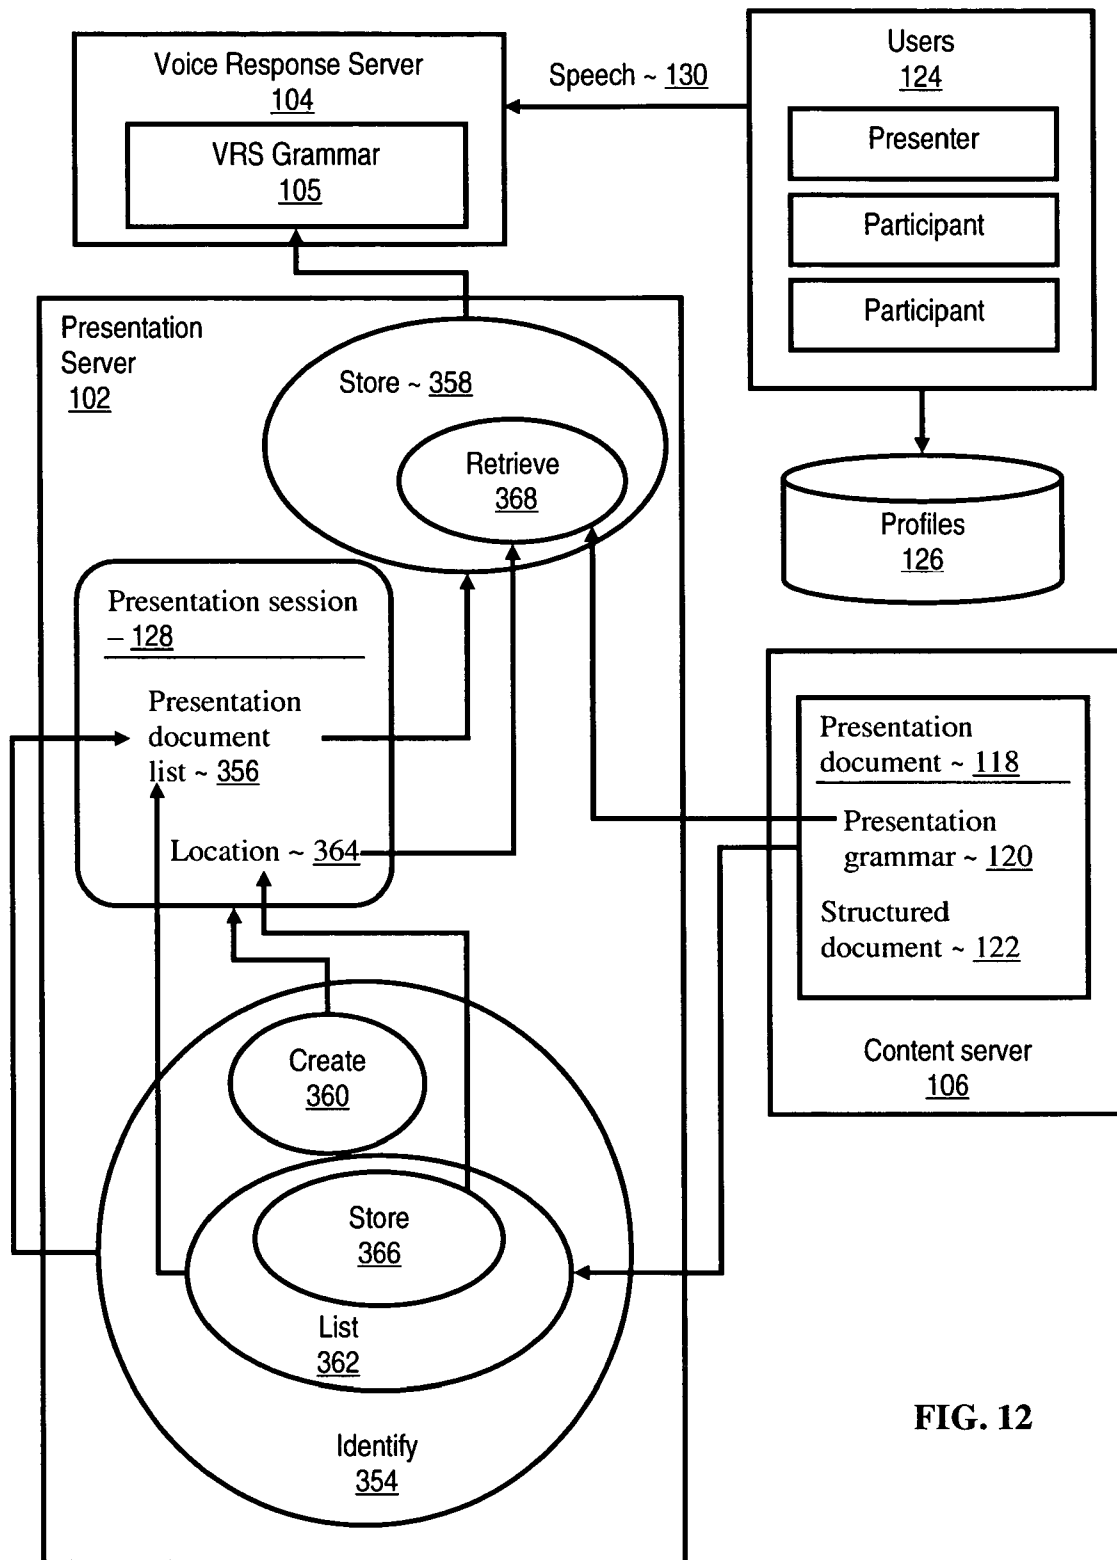 Voice Response Server
104
VRS Grammar
105
Speech ~ 130
Users
124
Presenter
Participant
Participant
Profiles
126
Presentation
Server
102
Store ~ 358
Retrieve
368
Presentation session
– 128
Presentation
document
list ~ 356
Location ~ 364
Presentation
document ~ 118
Presentation
grammar ~ 120
Structured
document ~ 122
Content server
106
Create
360
Store
366
List
362
Identify
354
FIG. 12